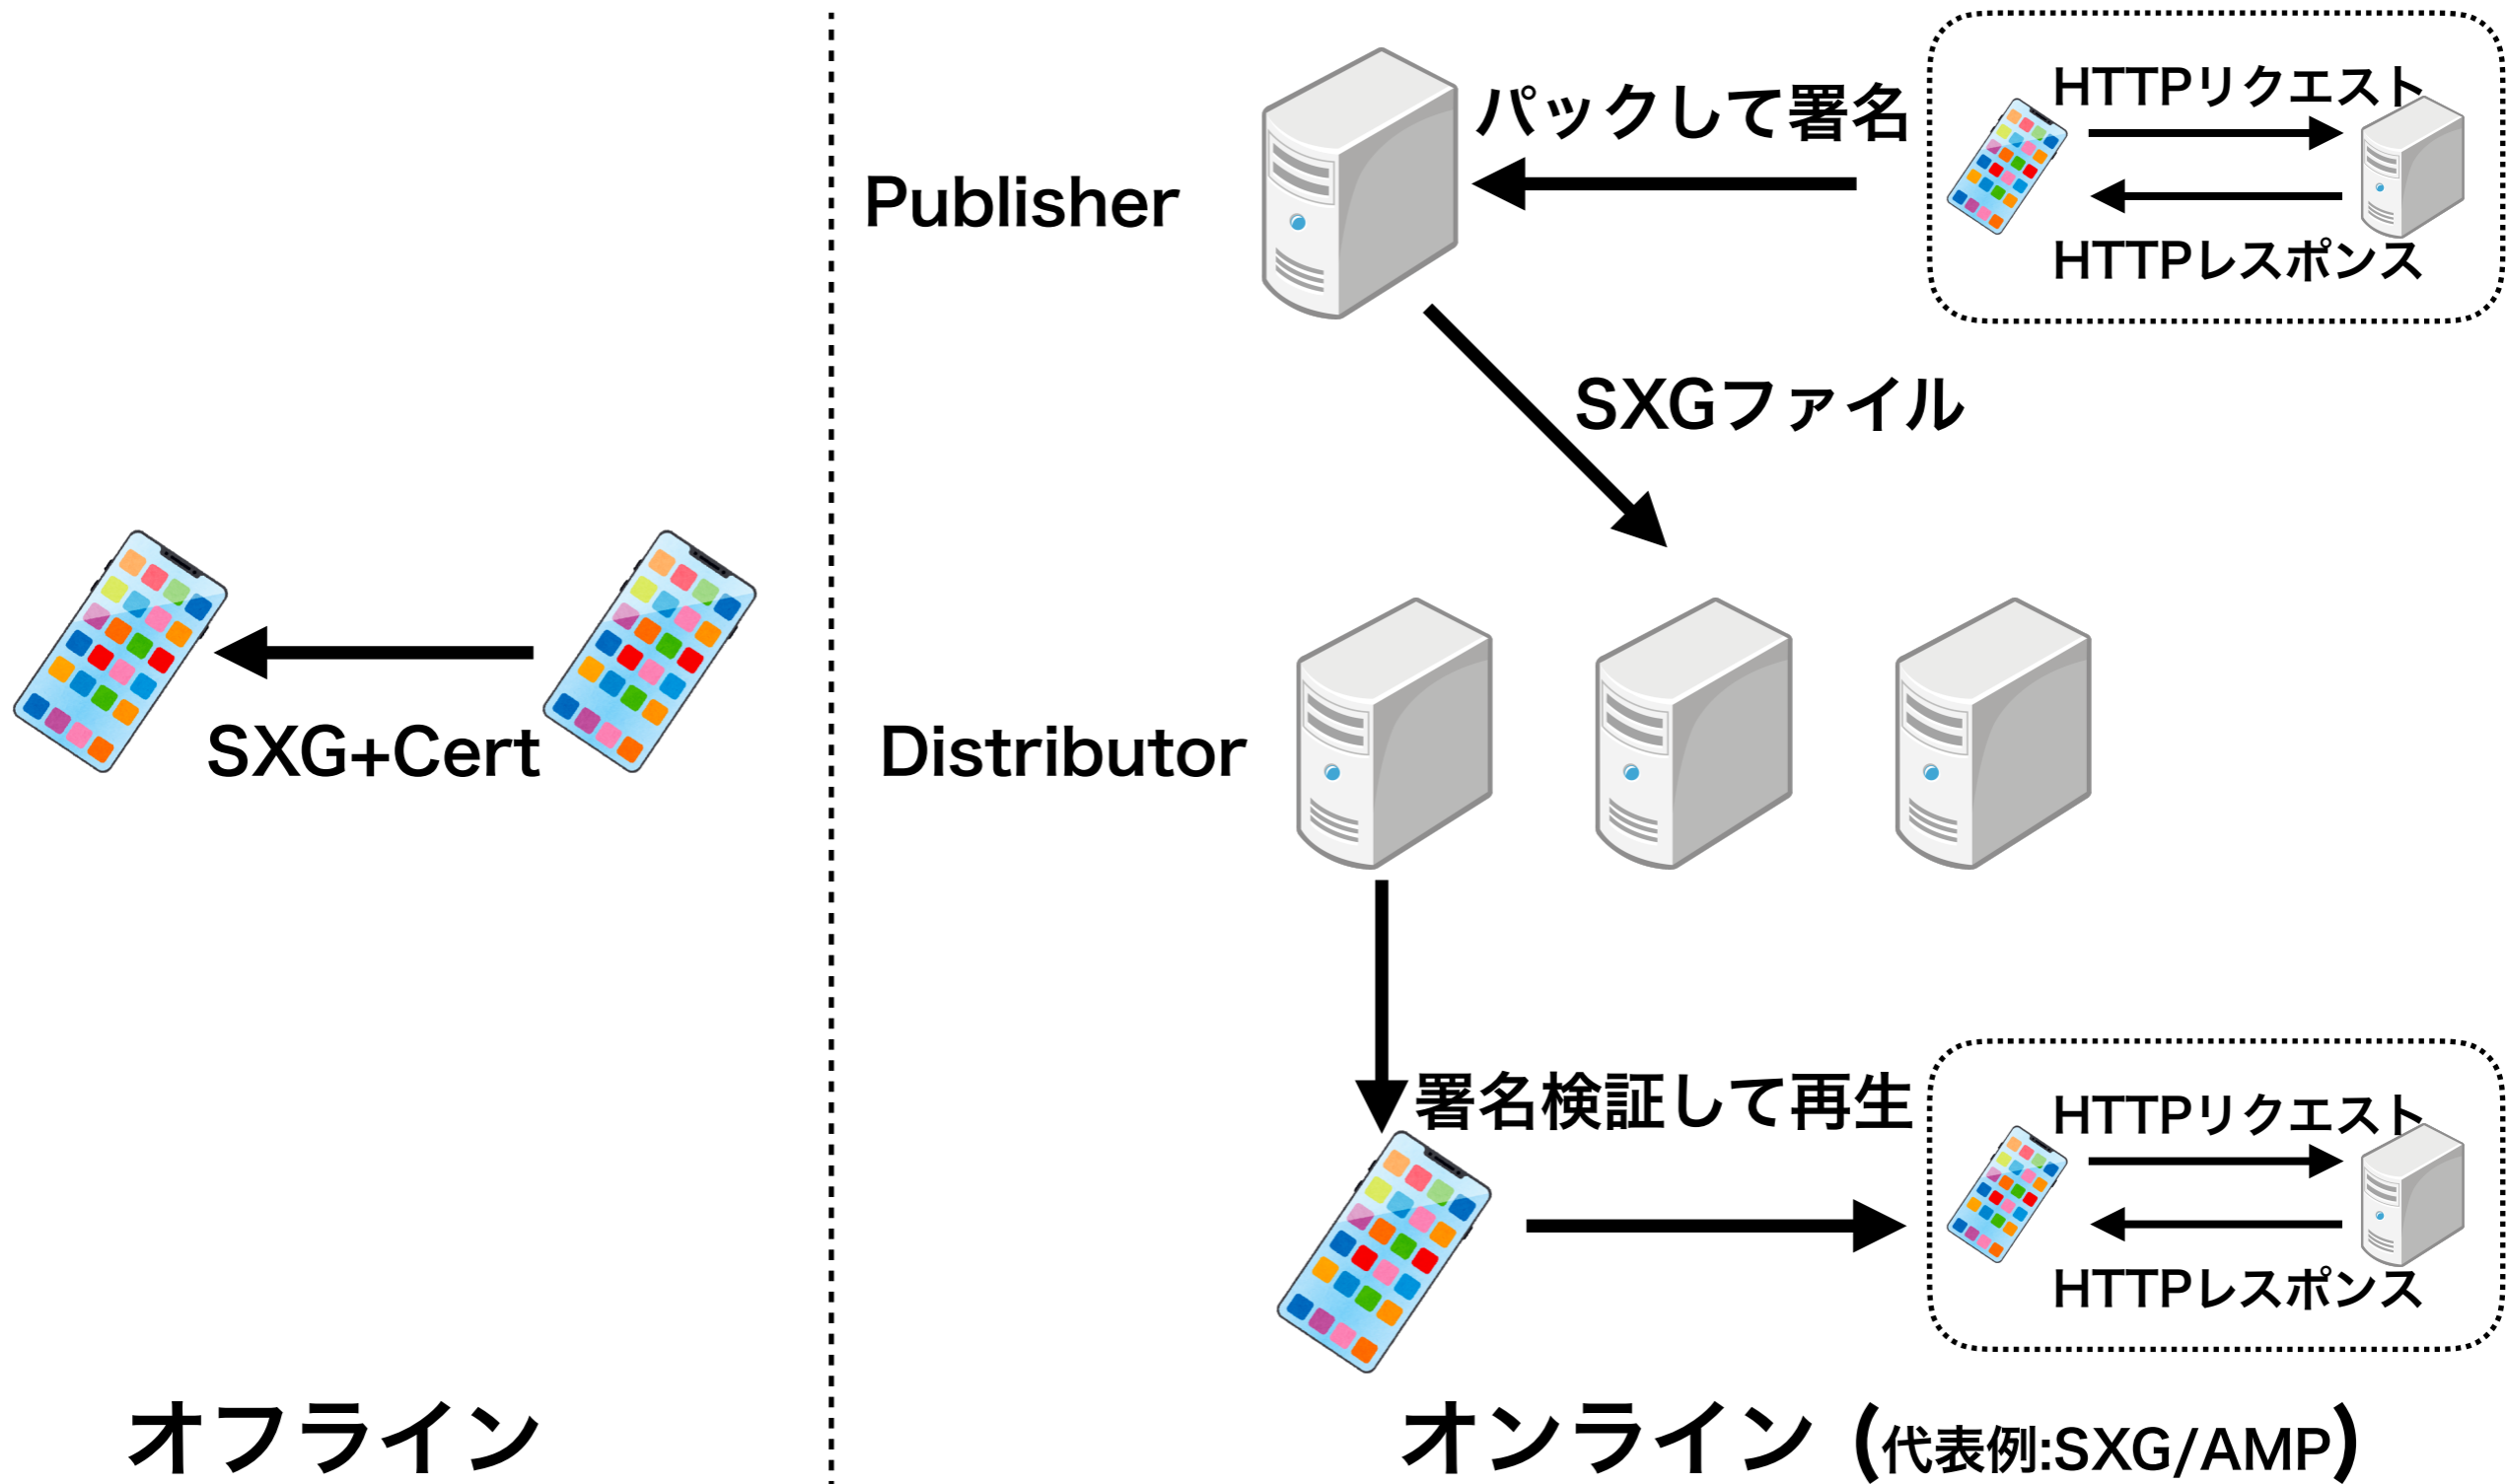 HTTPリクエスト
パックして署名
Publisher
HTTPレスポンス
SXGファイル
SXG+Cert
Distributor
署名検証して再生
HTTPリクエスト
HTTPレスポンス
オフライン
オンライン (代表例:SXG/AMP)